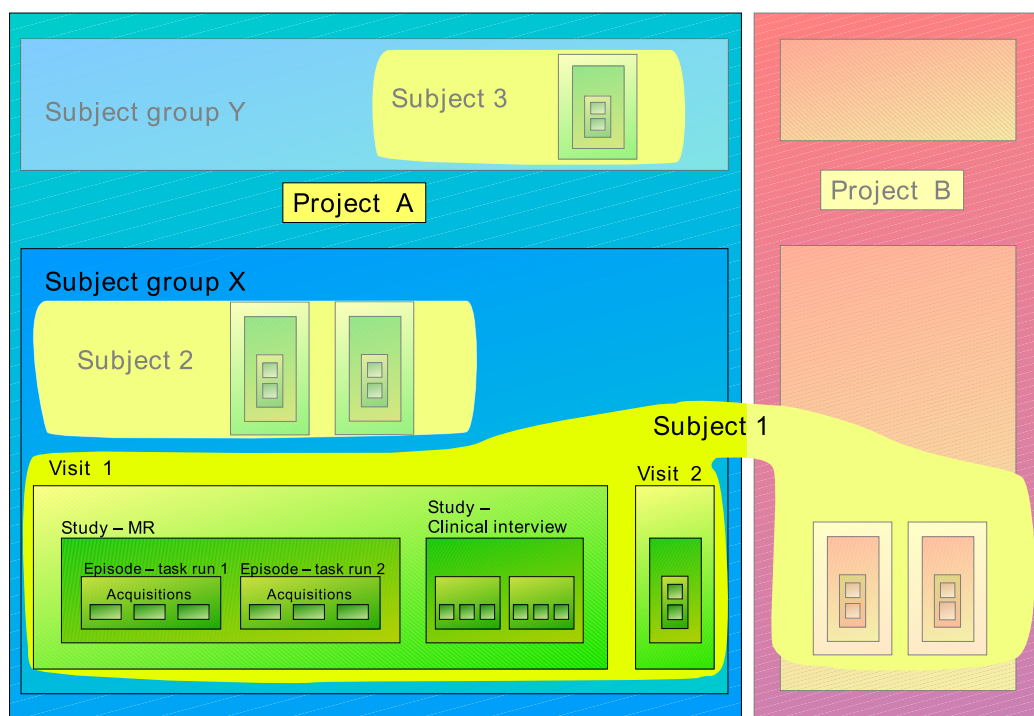 Subject group Y
Subject 3
Project A
Project B
Subject group X
Subject 2
Subject 1
Visit 1
Visit 2
Study – MR
Study –
Clinical interview
Episode – task run 1
Episode – task run 2
Acquisitions
Acquisitions